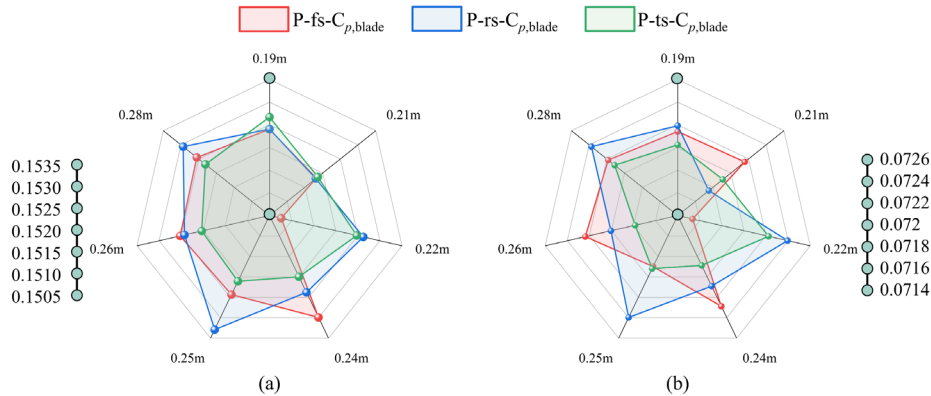 P-fs-Cp,blade P-rs-Cp,blade P-ts-Cp,blade
0.19m
0.21m
0.22m
0.24m
0.25m
0.26m
0.28m
0.1535
0.1530
0.1525
0.1520
0.1515
0.1510
0.1505
(a)
0.19m
0.21m
0.22m
0.24m
0.25m
0.26m
0.28m
0.0726
0.0724
0.0722
0.072
0.0718
0.0716
0.0714
(b)